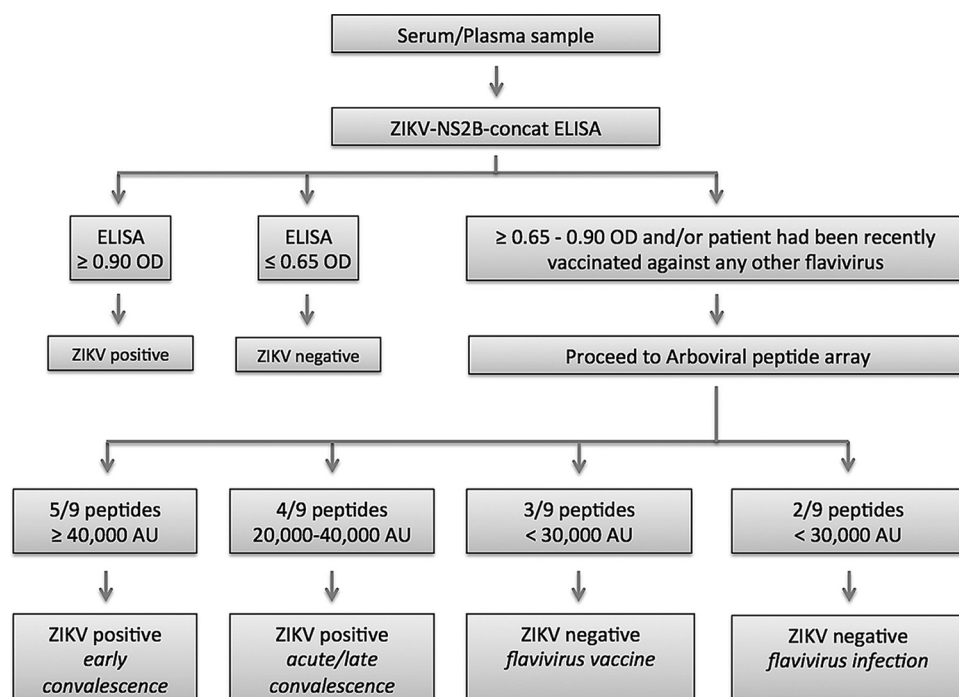 Serum/Plasma sample
ZIKV-NS2B-concat ELISA
ELISA
≥ 0.90 OD
ELISA
≤ 0.65 OD
≥ 0.65 - 0.90 OD and/or patient had been recently
vaccinated against any other flavivirus
ZIKV positive
ZIKV negative
Proceed to Arboviral peptide array
5/9 peptides
≥ 40,000 AU
4/9 peptides
20,000-40,000 AU
3/9 peptides
< 30,000 AU
2/9 peptides
< 30,000 AU
ZIKV positive
early
convalescence
ZIKV positive
acute/late
convalescence
ZIKV negative
flavivirus vaccine
ZIKV negative
flavivirus infection